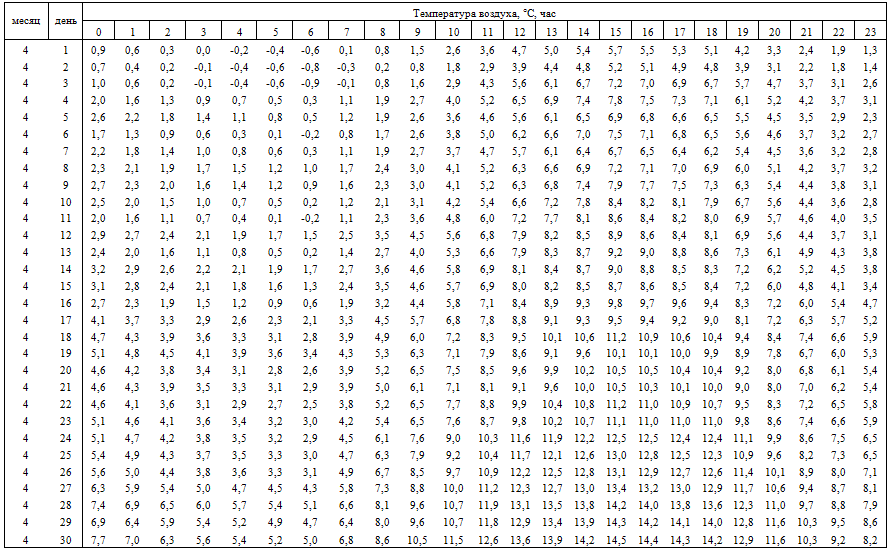 месяц день Температура воздуха, °С, час
0 1 2 3 4 5 6 7 8 9 10 11 12 13 14 15 16 17 18 19 20 21 22 23
4 1 0,9 0,6 0,3 0,0 -0,2 -0,4 -0,6 0,1 0,8 1,5 2,6 3,6 4,7 5,0 5,4 5,7 5,5 5,3 5,1 4,2 3,3 2,4 1,9 1,3
4 2 0,7 0,4 0,2 -0,1 -0,4 -0,6 -0,8 -0,3 0,2 0,8 1,8 2,9 3,9 4,4 4,8 5,2 5,1 4,9 4,8 3,9 3,1 2,2 1,8 1,4
4 3 1,0 0,6 0,2 -0,1 -0,4 -0,6 -0,9 -0,1 0,8 1,6 2,9 4,3 5,6 6,1 6,7 7,2 7,0 6,9 6,7 5,7 4,7 3,7 3,1 2,6
4 4 2,0 1,6 1,3 0,9 0,7 0,5 0,3 1,1 1,9 2,7 4,0 5,2 6,5 6,9 7,4 7,8 7,5 7,3 7,1 6,1 5,2 4,2 3,7 3,1
4 5 2,6 2,2 1,8 1,4 1,1 0,8 0,5 1,2 1,9 2,6 3,6 4,6 5,6 6,1 6,5 6,9 6,8 6,6 6,5 5,5 4,5 3,5 2,9 2,3
4 6 1,7 1,3 0,9 0,6 0,3 0,1 -0,2 0,8 1,7 2,6 3,8 5,0 6,2 6,6 7,0 7,5 7,1 6,8 6,5 5,6 4,6 3,7 3,2 2,7
4 7 2,2 1,8 1,4 1,0 0,8 0,6 0,3 1,1 1,9 2,7 3,7 4,7 5,7 6,1 6,4 6,7 6,5 6,4 6,2 5,4 4,5 3,6 3,2 2,8
4 8 2,3 2,1 1,9 1,7 1,5 1,2 1,0 1,7 2,4 3,0 4,1 5,2 6,3 6,6 6,9 7,2 7,1 7,0 6,9 6,0 5,1 4,2 3,7 3,2
4 9 2,7 2,3 2,0 1,6 1,4 1,2 0,9 1,6 2,3 3,0 4,1 5,2 6,3 6,8 7,4 7,9 7,7 7,5 7,3 6,3 5,4 4,4 3,8 3,1
4 10 2,5 2,0 1,5 1,0 0,7 0,5 0,2 1,2 2,1 3,1 4,2 5,4 6,6 7,2 7,8 8,4 8,2 8,1 7,9 6,7 5,6 4,4 3,6 2,8
4 11 2,0 1,6 1,1 0,7 0,4 0,1 -0,2 1,1 2,3 3,6 4,8 6,0 7,2 7,7 8,1 8,6 8,4 8,2 8,0 6,9 5,7 4,6 4,0 3,5
4 12 2,9 2,7 2,4 2,1 1,9 1,7 1,5 2,5 3,5 4,5 5,6 6,8 7,9 8,2 8,5 8,9 8,6 8,4 8,1 6,9 5,6 4,4 3,7 3,1
4 13 2,4 2,0 1,6 1,1 0,8 0,5 0,2 1,4 2,7 4,0 5,3 6,6 7,9 8,3 8,7 9,2 9,0 8,8 8,6 7,3 6,1 4,9 4,3 3,8
4 14 3,2 2,9 2,6 2,2 2,1 1,9 1,7 2,7 3,6 4,6 5,8 6,9 8,1 8,4 8,7 9,0 8,8 8,5 8,3 7,2 6,2 5,2 4,5 3,8
4 15 3,1 2,8 2,4 2,1 1,8 1,6 1,3 2,4 3,5 4,6 5,7 6,9 8,0 8,2 8,5 8,7 8,6 8,5 8,4 7,2 6,0 4,8 4,1 3,4
4 16 2,7 2,3 1,9 1,5 1,2 0,9 0,6 1,9 3,2 4,4 5,8 7,1 8,4 8,9 9,3 9,8 9,7 9,6 9,4 8,3 7,2 6,0 5,4 4,7
4 17 4,1 3,7 3,3 2,9 2,6 2,3 2,1 3,3 4,5 5,7 6,8 7,8 8,8 9,1 9,3 9,5 9,4 9,2 9,0 8,1 7,2 6,3 5,7 5,2
4 18 4,7 4,3 3,9 3,6 3,3 3,1 2,8 3,9 4,9 6,0 7,2 8,3 9,5 10,1 10,6 11,2 10,9 10,6 10,4 9,4 8,4 7,4 6,6 5,9
4 19 5,1 4,8 4,5 4,1 3,9 3,6 3,4 4,3 5,3 6,3 7,1 7,9 8,6 9,1 9,6 10,1 10,1 10,0 9,9 8,9 7,8 6,7 6,0 5,3
4 20 4,6 4,2 3,8 3,4 3,1 2,8 2,6 3,9 5,2 6,5 7,5 8,5 9,6 9,9 10,2 10,5 10,5 10,4 10,4 9,2 8,0 6,8 6,1 5,4
4 21 4,6 4,3 3,9 3,5 3,3 3,1 2,9 3,9 5,0 6,1 7,1 8,1 9,1 9,6 10,0 10,5 10,3 10,1 10,0 9,0 8,0 7,0 6,2 5,4
4 22 4,6 4,1 3,6 3,1 2,9 2,7 2,5 3,8 5,2 6,5 7,7 8,8 9,9 10,4 10,8 11,2 11,0 10,9 10,7 9,5 8,3 7,2 6,5 5,8
4 23 5,1 4,6 4,1 3,6 3,4 3,2 3,0 4,2 5,4 6,5 7,6 8,7 9,8 10,2 10,7 11,1 11,0 11,0 11,0 9,8 8,6 7,4 6,6 5,9
4 24 5,1 4,7 4,2 3,8 3,5 3,2 2,9 4,5 6,1 7,6 9,0 10,3 11,6 11,9 12,2 12,5 12,5 12,4 12,4 11,1 9,9 8,6 7,5 6,5
4 25 5,4 4,9 4,3 3,7 3,5 3,3 3,0 4,7 6,3 7,9 9,2 10,4 11,7 12,1 12,6 13,0 12,8 12,5 12,3 10,9 9,6 8,2 7,3 6,5
4 26 5,6 5,0 4,4 3,8 3,6 3,3 3,1 4,9 6,7 8,5 9,7 10,9 12,2 12,5 12,8 13,1 12,9 12,7 12,6 11,4 10,1 8,9 8,0 7,1
4 27 6,3 5,9 5,4 5,0 4,7 4,5 4,3 5,8 7,3 8,8 10,0 11,2 12,3 12,7 13,0 13,4 13,2 13,0 12,9 11,7 10,6 9,4 8,7 8,1
4 28 7,4 6,9 6,5 6,0 5,7 5,4 5,1 6,6 8,1 9,6 10,7 11,9 13,1 13,5 13,8 14,2 14,0 13,8 13,6 12,3 11,0 9,7 8,8 7,9
4 29 6,9 6,4 5,9 5,4 5,2 4,9 4,7 6,4 8,0 9,6 10,7 11,8 12,9 13,4 13,9 14,3 14,2 14,1 14,0 12,8 11,6 10,3 9,5 8,6
4 30 7,7 7,0 6,3 5,6 5,4 5,2 5,0 6,8 8,6 10,5 11,5 12,6 13,6 13,9 14,2 14,5 14,4 14,3 14,2 12,9 11,6 10,3 9,2 8,2